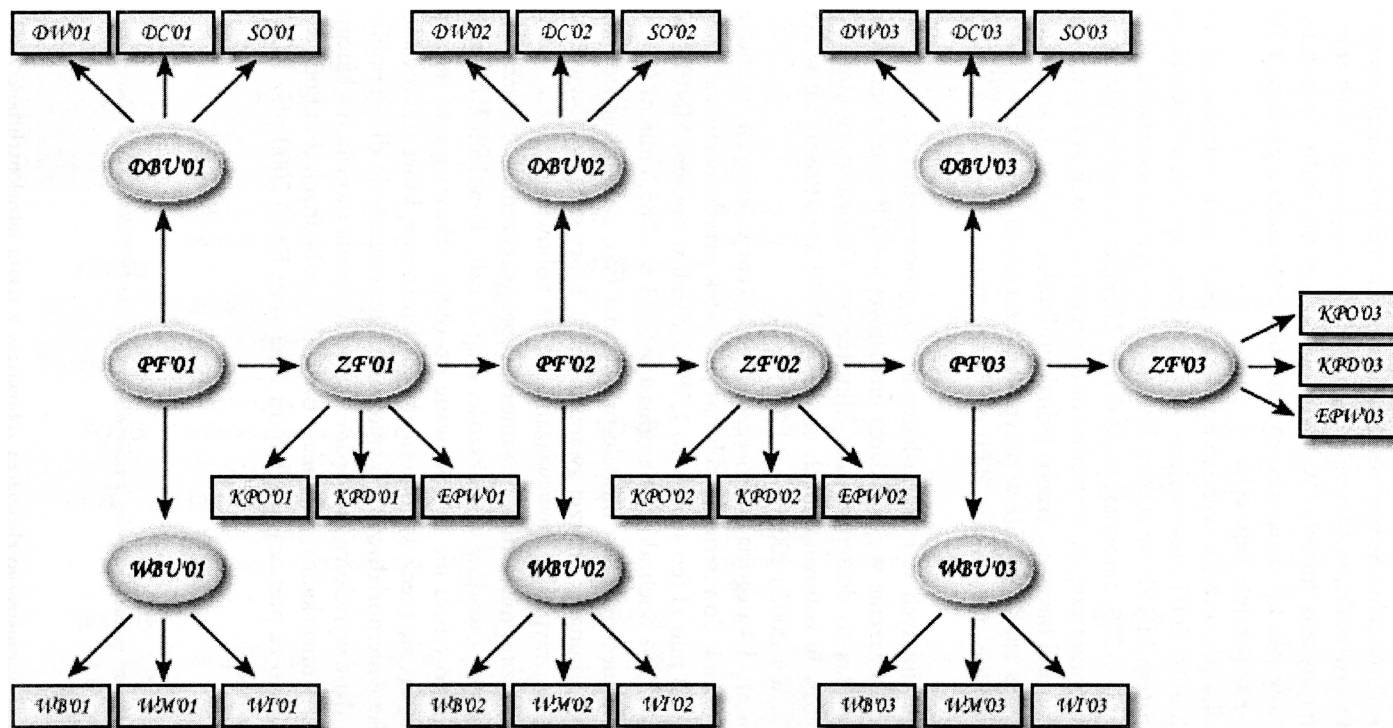 DW'01 DC'01 SO'01 DW'02 DC'02 SO'02 DW'03 DC'03 SO'03
DBU'01 DBU'02 DBU'03
KPO'03
PF'01 ZF'01 PF'02 ZF'02 PF'03 ZF'03 KPD'03
EPW'03
KPO'01 KPD'01 EPW'01 KPO'02 KPD'02 EPW'02
WBU'01 WBU'02 WBU'03
WB'01 WM'01 WI'01 WB'02 WM'02 WI'02 WB'03 WM'03 WI'03